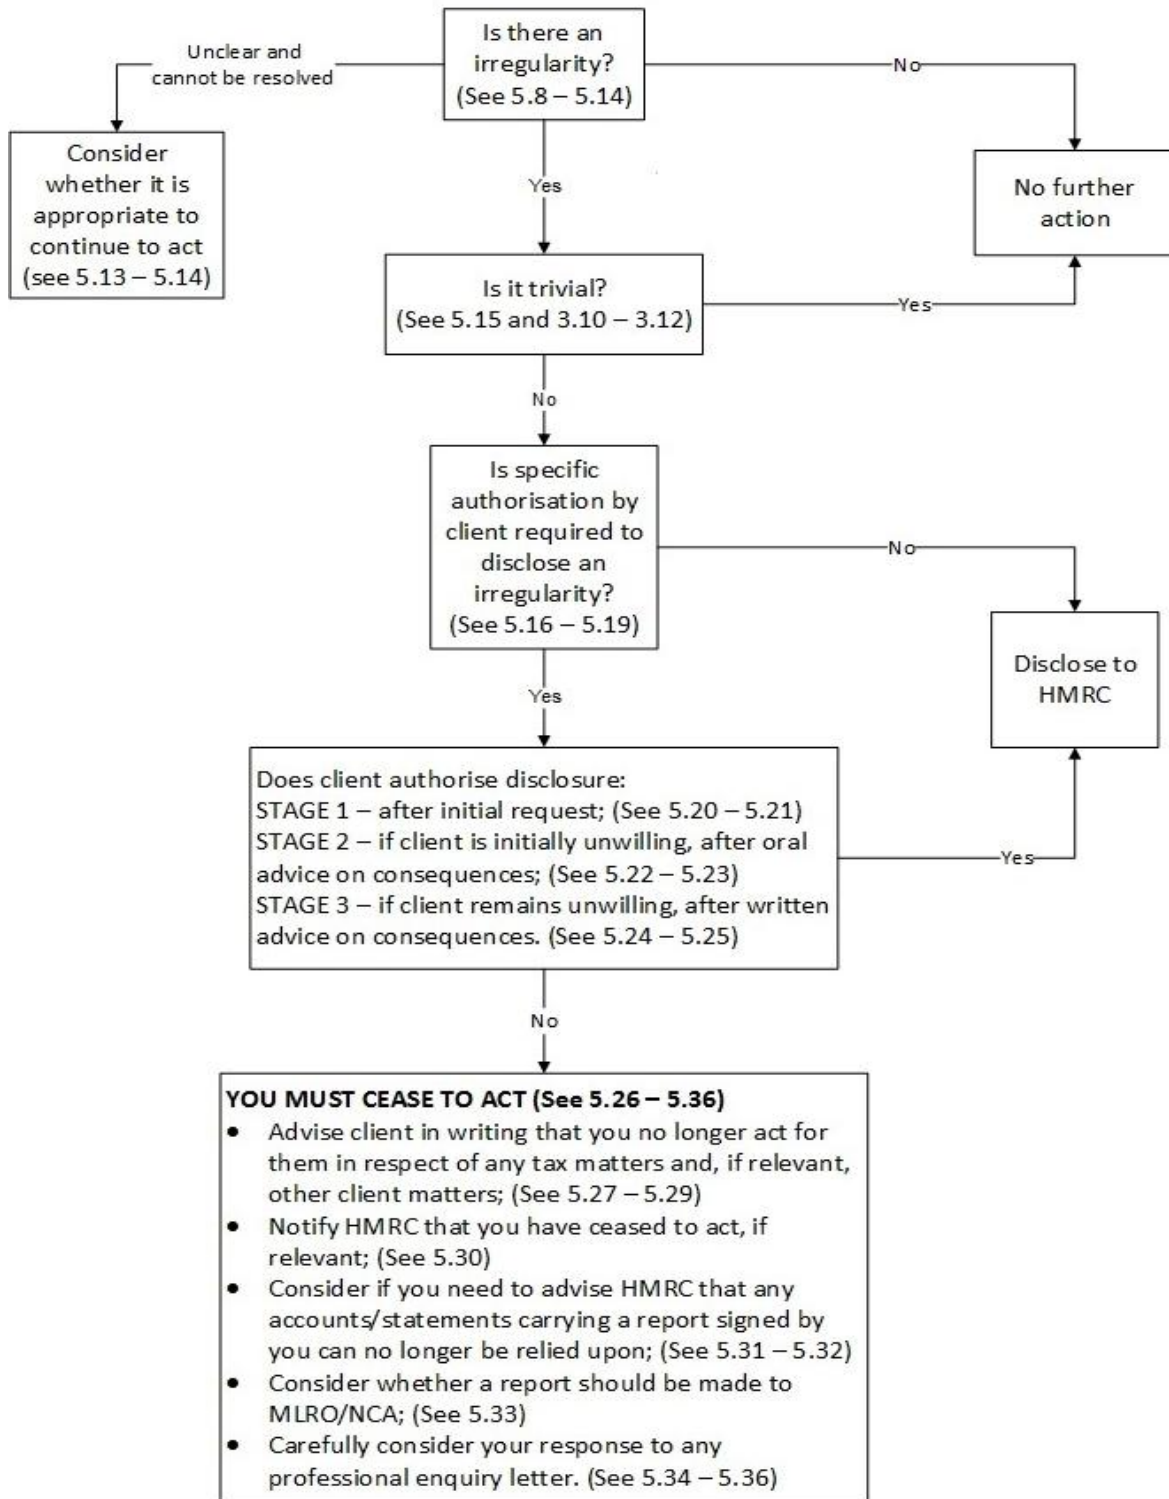 Is there an
irregularity?
(See 5.8 – 5.14)
Unclear and
cannot be resolved
No
Consider
whether it is
appropriate to
continue to act
(see 5.13 – 5.14)
Yes
No further
action
Is it trivial?
(See 5.15 and 3.10 – 3.12)
Yes
No
Is specific
authorisation by
client required to
disclose an
irregularity?
(See 5.16 – 5.19)
No
Disclose to
HMRC
Yes
Does client authorise disclosure:
STAGE 1 – after initial request; (See 5.20 – 5.21)
STAGE 2 – if client is initially unwilling, after oral
advice on consequences; (See 5.22 – 5.23)
STAGE 3 – if client remains unwilling, after written
advice on consequences. (See 5.24 – 5.25)
Yes
No
YOU MUST CEASE TO ACT (See 5.26 – 5.36)
• Advise client in writing that you no longer act for
them in respect of any tax matters and, if relevant,
other client matters; (See 5.27 – 5.29)
• Notify HMRC that you have ceased to act, if
relevant; (See 5.30)
• Consider if you need to advise HMRC that any
accounts/statements carrying a report signed by
you can no longer be relied upon; (See 5.31 – 5.32)
• Consider whether a report should be made to
MLRO/NCA; (See 5.33)
• Carefully consider your response to any
professional enquiry letter. (See 5.34 – 5.36)